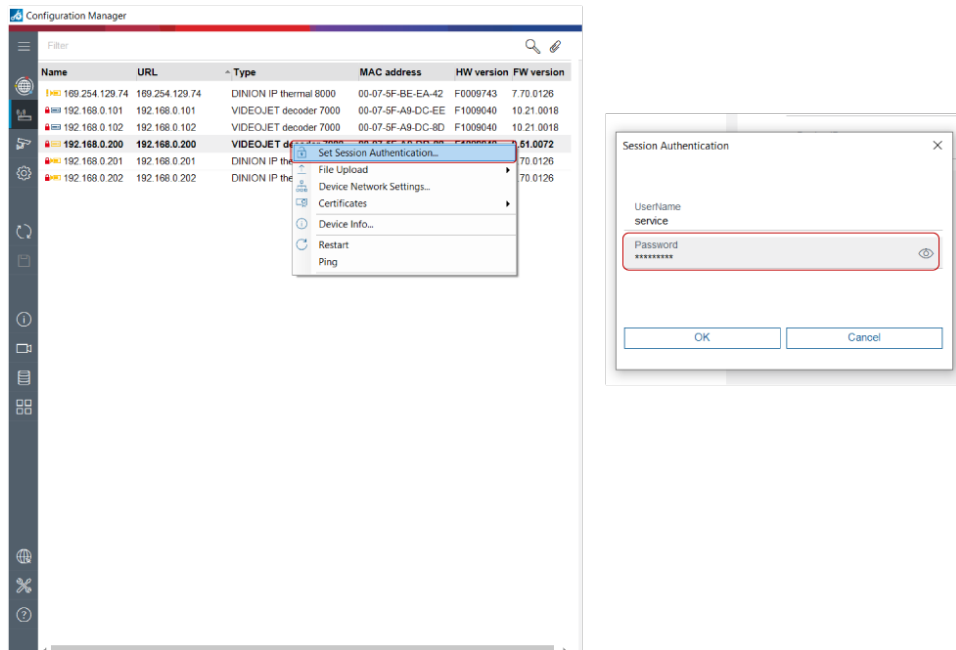 Configuration Manager
Filter
Name URL Type MAC address HW version FW version
169.254.129.74 169.254.129.74 DINION IP thermal 8000 00-07-5F-BE-EA-42 F0009743 7.70.0126
192.168.0.101 192.168.0.101 VIDEOJET decoder 7000 00-07-5F-A9-DC-EE F1009040 10.21.0018
192.168.0.102 192.168.0.102 VIDEOJET decoder 7000 00-07-5F-A9-DC-8D F1009040 10.21.0018
192.168.0.200 192.168.0.200 VIDEOJET .51.0072
192.168.0.201 192.168.0.201 DINION IP the 70.0126
192.168.0.202 192.168.0.202 DINION IP the .70.0126
Set Session Authentication...
File Upload
Device Network Settings...
Certificates
Device Info...
Restart
Ping
Session Authentication
UserName
service
Password
*********
OK Cancel